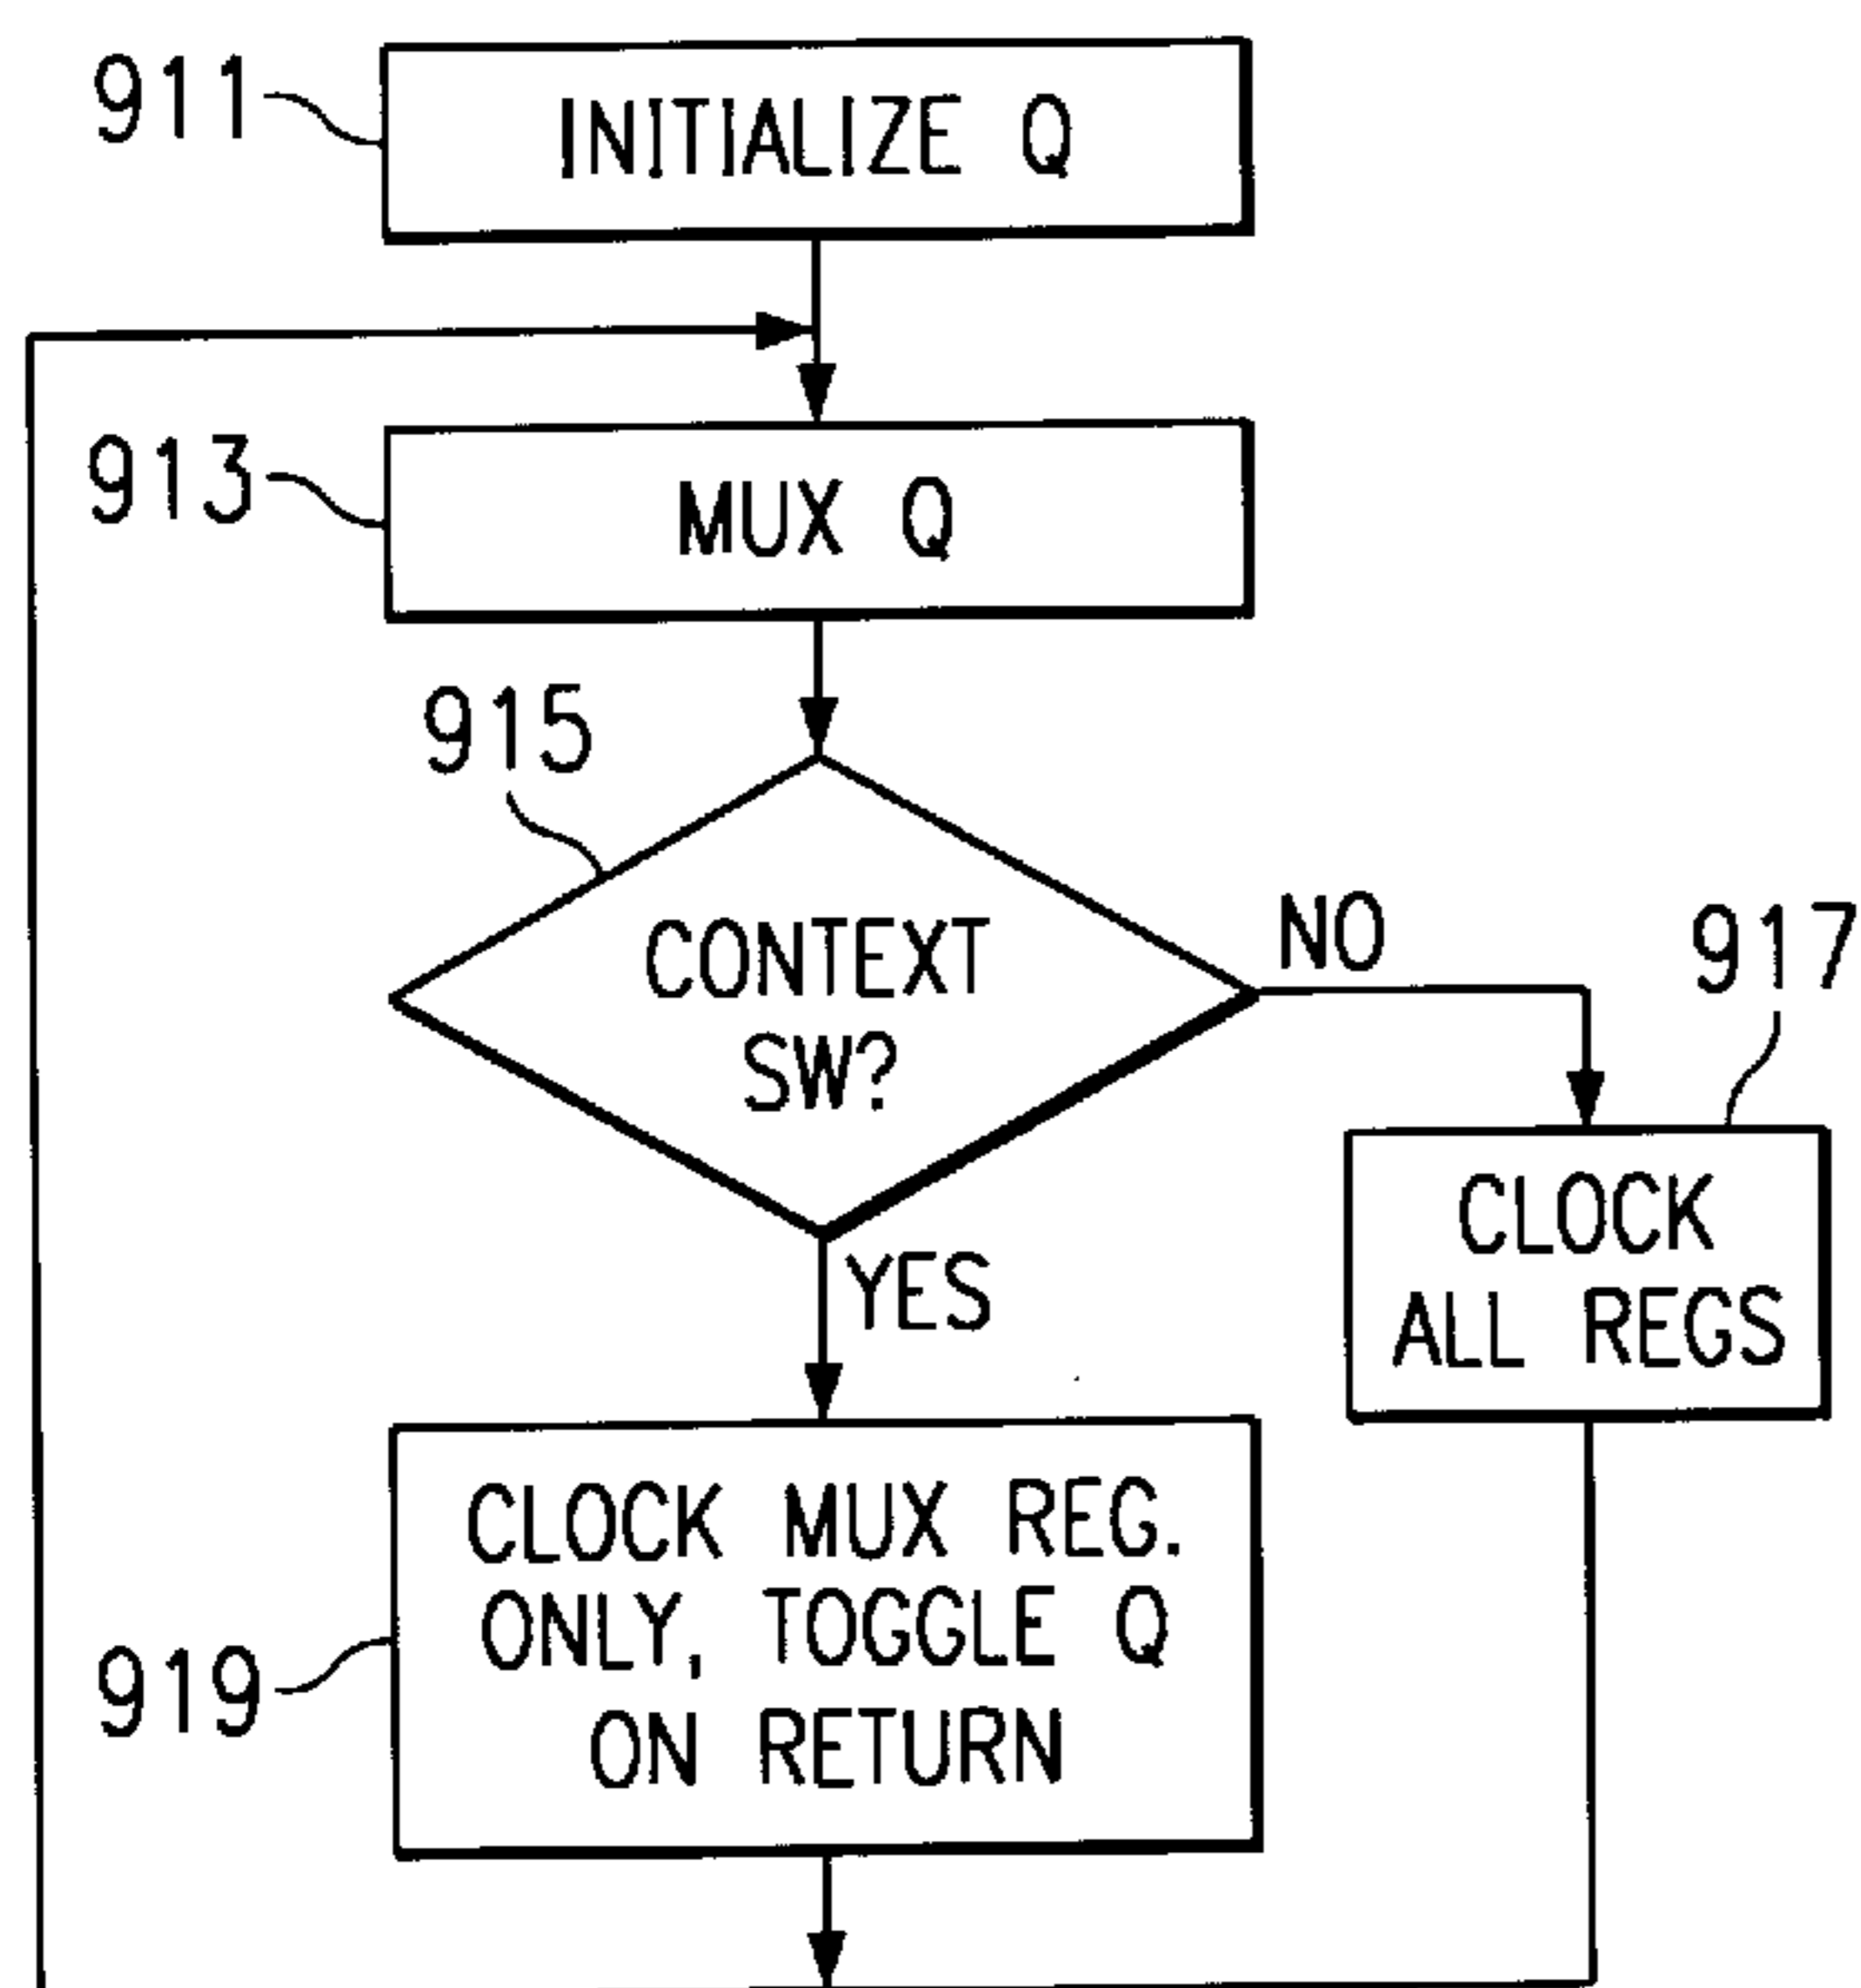 911
INITIALIZE Q
913
MUX Q
915
CONTEXT
SW?
NO
917
CLOCK
ALL REGS
YES
CLOCK MUX REG.
ONLY, TOGGLE Q
ON RETURN
919